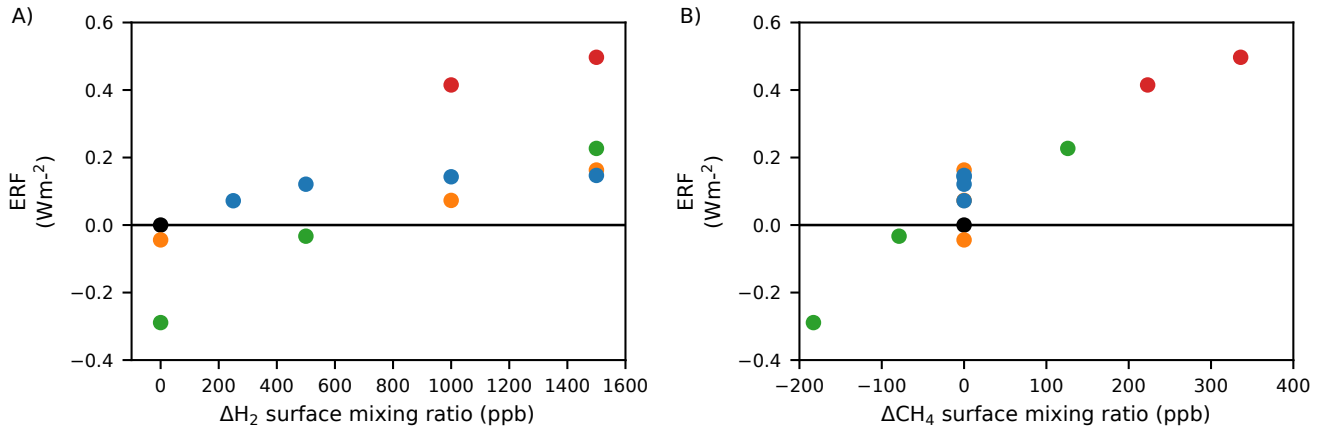 A)
0.6
0.4
0.2
0.0
−0.2
−0.4
ERF
(Wm-²)
0 200 400 600 800 1000 1200 1400 1600
ΔH₂ surface mixing ratio (ppb)
B)
0.6
0.4
0.2
0.0
−0.2
−0.4
ERF
(Wm-²)
−200 −100 0 100 200 300 400
ΔCH₄ surface mixing ratio (ppb)